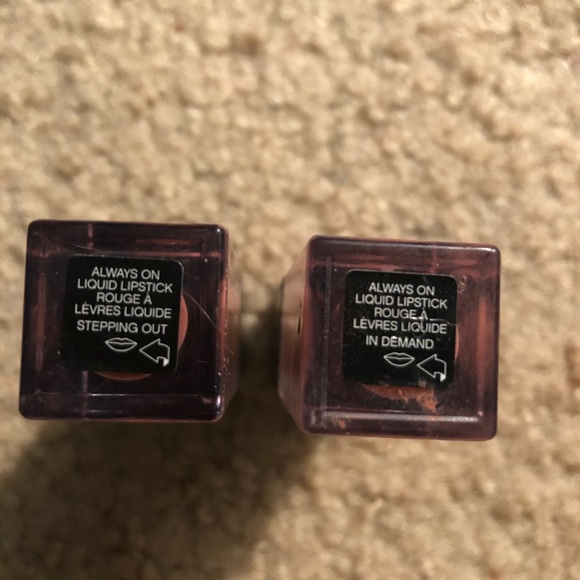 ALWAYS ON
LIQUID LIPSTICK
ROUGE À
LÈVRES LIQUIDE
STEPPING OUT
ALWAYS ON
LIQUID LIPSTICK
ROUGE À
LÈVRES LIQUIDE
IN DEMAND